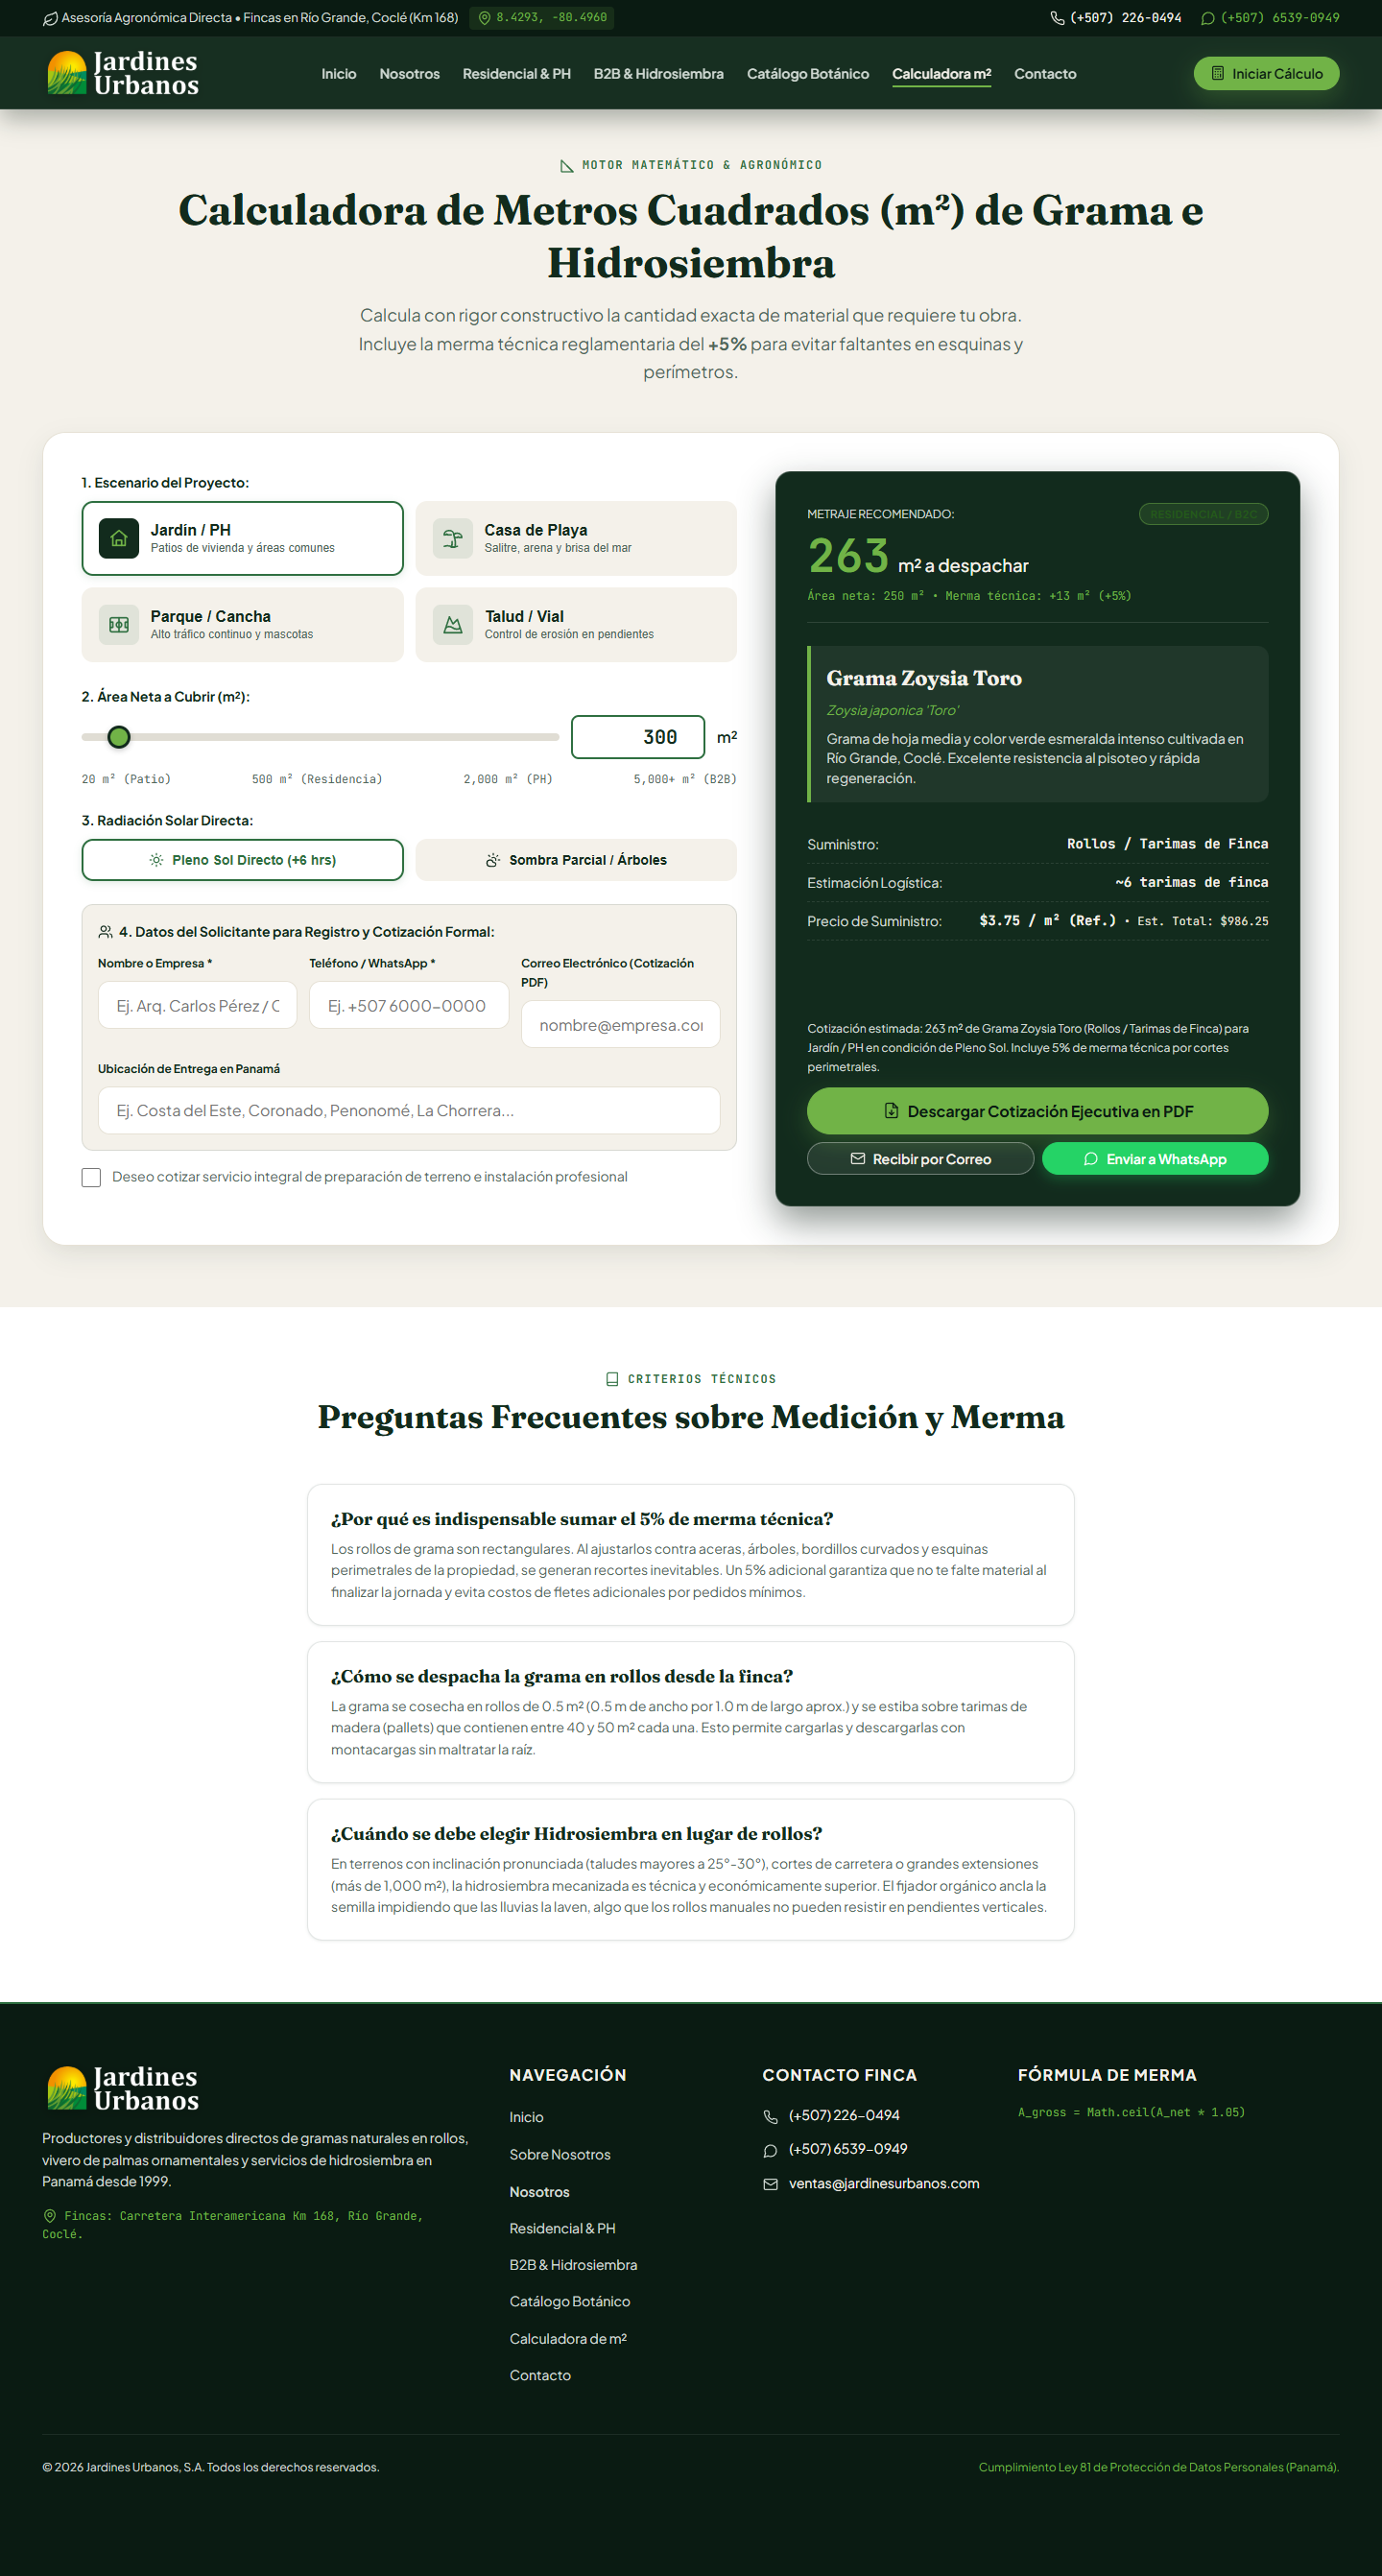 Asesoría Agronómica Directa • Fincas en Río Grande, Coclé (Km 168)
8.4293, -80.4960
(+507) 226-0494
(+507) 6539-0949
Jardines
Urbanos
Inicio
Nosotros
Residencial & PH
B2B & Hidrosiembra
Catálogo Botánico
Calculadora m²
Contacto
Iniciar Cálculo
MOTOR MATEMÁTICO & AGRONÓMICO
Calculadora de Metros Cuadrados (m²) de Grama e
Hidrosiembra
Calcula con rigor constructivo la cantidad exacta de material que requiere tu obra.
Incluye la merma técnica reglamentaria del +5% para evitar faltantes en esquinas y
perímetros.
1. Escenario del Proyecto:
Jardín / PH
Patios de vivienda y áreas comunes
Casa de Playa
Salitre, arena y brisa del mar
Parque / Cancha
Alto tráfico continuo y mascotas
Talud / Vial
Control de erosión en pendientes
2. Área Neta a Cubrir (m²):
300
m²
20 m² (Patio)
500 m² (Residencia)
2,000 m² (PH)
5,000+ m² (B2B)
3. Radiación Solar Directa:
Pleno Sol Directo (+6 hrs)
Sombra Parcial / Árboles
4. Datos del Solicitante para Registro y Cotización Formal:
Nombre o Empresa *
Ej. Arq. Carlos Pérez / C
Teléfono / WhatsApp *
Ej. +507 6000-0000
Correo Electrónico (Cotización
PDF)
nombre@empresa.co
Ubicación de Entrega en Panamá
Ej. Costa del Este, Coronado, Penonomé, La Chorrera...
Deseo cotizar servicio integral de preparación de terreno e instalación profesional
METRAJE RECOMENDADO:
RESIDENCIAL / B2C
263 m² a despachar
Área neta: 250 m² • Merma técnica: +13 m² (+5%)
Grama Zoysia Toro
Zoysia japonica 'Toro'
Grama de hoja media y color verde esmeralda intenso cultivada en
Río Grande, Coclé. Excelente resistencia al pisoteo y rápida
regeneración.
Suministro:
Rollos / Tarimas de Finca
Estimación Logística:
~6 tarimas de finca
Precio de Suministro:
$3.75 / m² (Ref.) • Est. Total: $986.25
Cotización estimada: 263 m² de Grama Zoysia Toro (Rollos / Tarimas de Finca) para
Jardín / PH en condición de Pleno Sol. Incluye 5% de merma técnica por cortes
perimetrales.
Descargar Cotización Ejecutiva en PDF
Recibir por Correo
Enviar a WhatsApp
CRITERIOS TÉCNICOS
Preguntas Frecuentes sobre Medición y Merma
¿Por qué es indispensable sumar el 5% de merma técnica?
Los rollos de grama son rectangulares. Al ajustarlos contra aceras, árboles, bordillos curvados y esquinas
perimetrales de la propiedad, se generan recortes inevitables. Un 5% adicional garantiza que no te falte material al
finalizar la jornada y evita costos de fletes adicionales por pedidos mínimos.
¿Cómo se despacha la grama en rollos desde la finca?
La grama se cosecha en rollos de 0.5 m² (0.5 m de ancho por 1.0 m de largo aprox.) y se estiba sobre tarimas de
madera (pallets) que contienen entre 40 y 50 m² cada una. Esto permite cargarlas y descargarlas con
montacargas sin maltratar la raíz.
¿Cuándo se debe elegir Hidrosiembra en lugar de rollos?
En terrenos con inclinación pronunciada (taludes mayores a 25°-30°), cortes de carretera o grandes extensiones
(más de 1,000 m²), la hidrosiembra mecanizada es técnica y económicamente superior. El fijador orgánico ancla la
semilla impidiendo que las lluvias la laven, algo que los rollos manuales no pueden resistir en pendientes verticales.
Jardines
Urbanos
Productores y distribuidores directos de gramas naturales en rollos,
vivero de palmas ornamentales y servicios de hidrosiembra en
Panamá desde 1999.
Fincas: Carretera Interamericana Km 168, Río Grande,
Coclé.
NAVEGACIÓN
Inicio
Sobre Nosotros
Nosotros
Residencial & PH
B2B & Hidrosiembra
Catálogo Botánico
Calculadora de m²
Contacto
CONTACTO FINCA
(+507) 226-0494
(+507) 6539-0949
ventas@jardinesurbanos.com
FÓRMULA DE MERMA
A_gross = Math.ceil(A_net * 1.05)
© 2026 Jardines Urbanos, S.A. Todos los derechos reservados.
Cumplimiento Ley 81 de Protección de Datos Personales (Panamá).